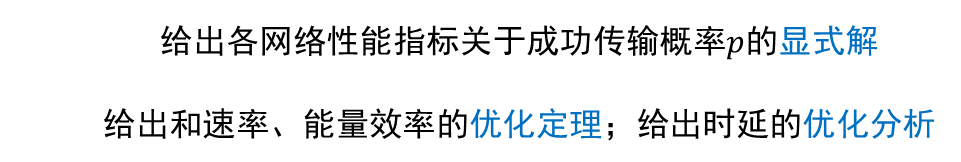 给出各网络性能指标关于成功传输概率p的显式解
给出和速率、能量效率的优化定理；给出时延的优化分析